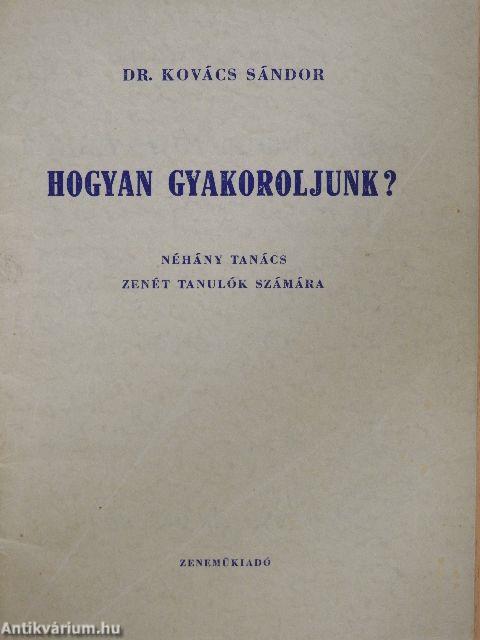 DR. KOVÁCS SÁNDOR
HOGYAN GYAKOROLJUNK?
NÉHÁNY TANÁCS
ZENÉT TANULÓK SZÁMÁRA
ZENEMŰKIADÓ
Antikvárium.hu